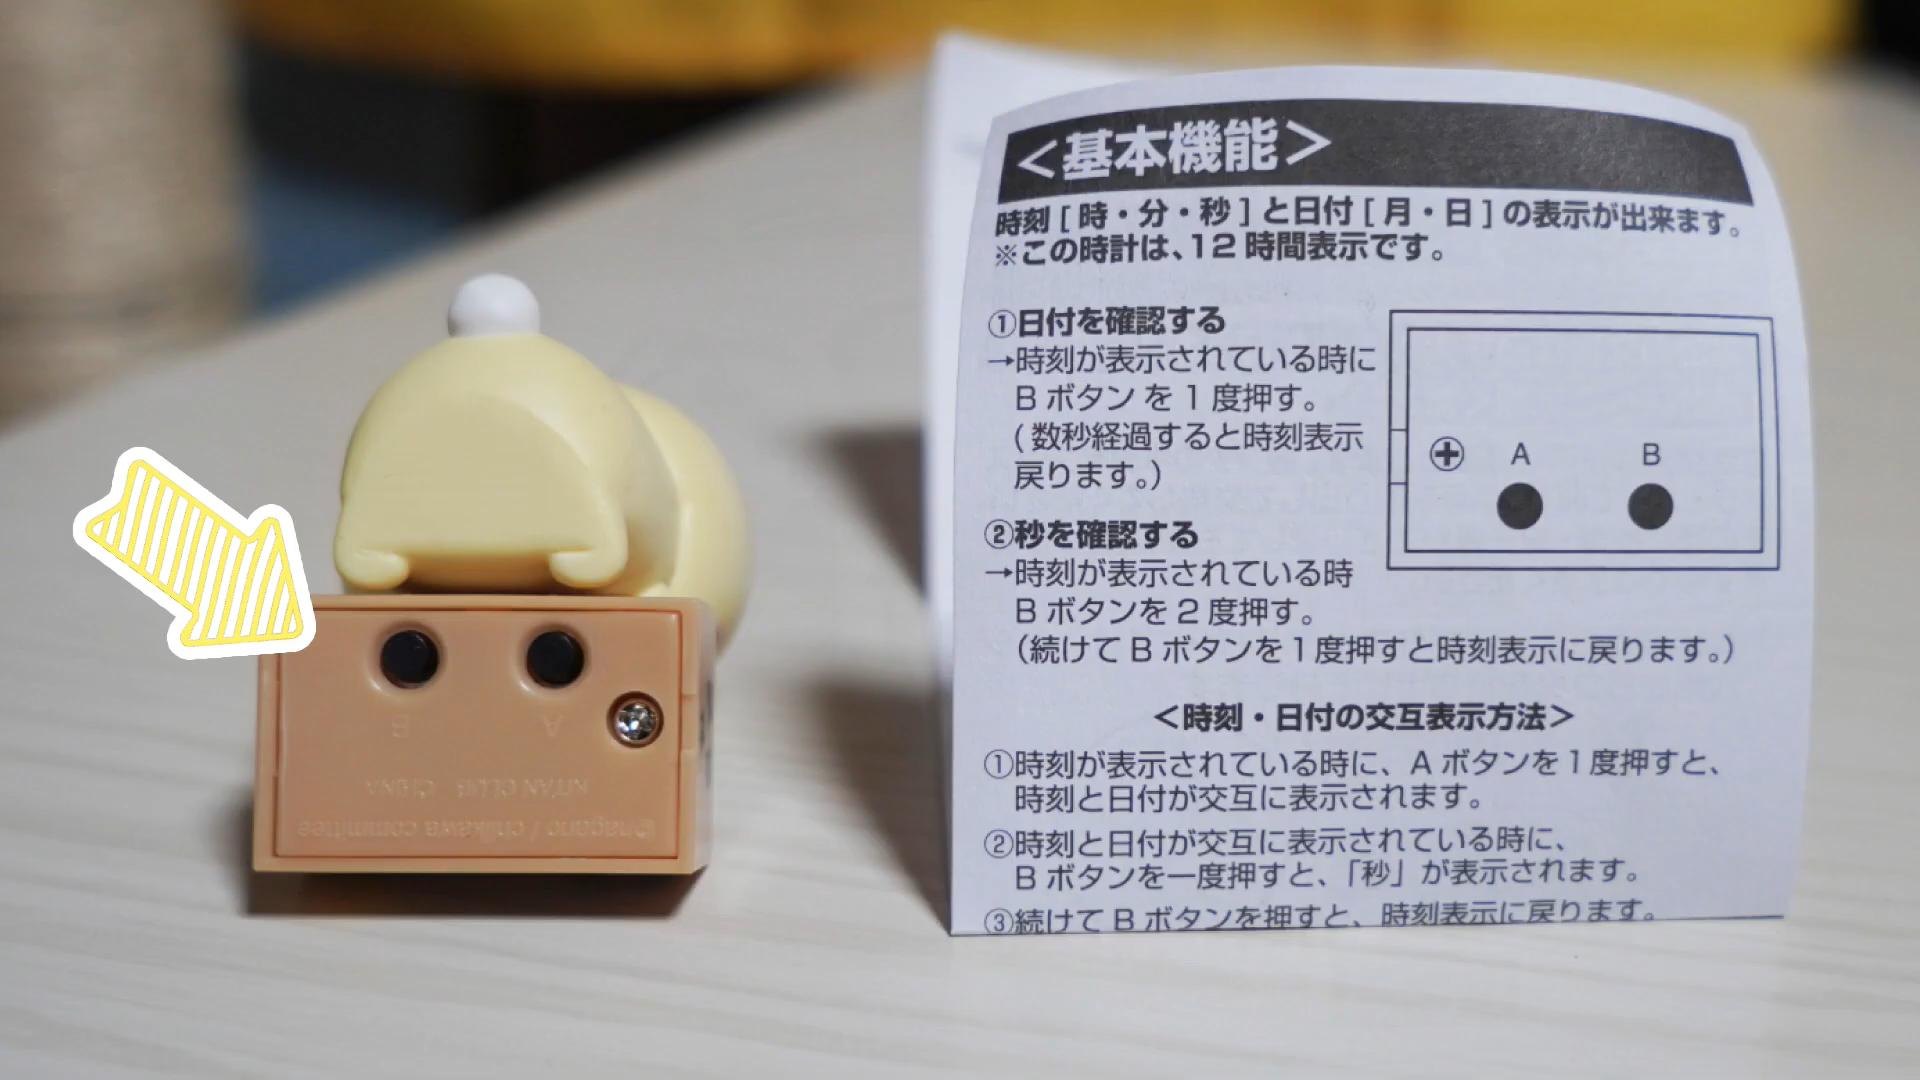 ＜基本機能＞
時刻［時・分・秒］と日付［月・日］の表示が出来ます。
※この時計は、12時間表示です。
①日付を確認する
→時刻が表示されている時に
B ボタン を 1 度押す。
(数秒経過すると時刻表示
戻ります。)
A B
②秒を確認する
→時刻が表示されている時
B ボタンを 2 度押す。
（続けて B ボタンを 1 度押すと時刻表示に戻ります。）
＜時刻・日付の交互表示方法＞
①時刻が表示されている時に、A ボタンを 1 度押すと、
時刻と日付が交互に表示されます。
②時刻と日付が交互に表示されている時に、
B ボタンを一度押すと、「秒」が表示されます。
③続けて B ボタンを押すと、時刻表示に戻ります。
B A
KITAN CLUB CHINA
©nagano / chiikawa committee